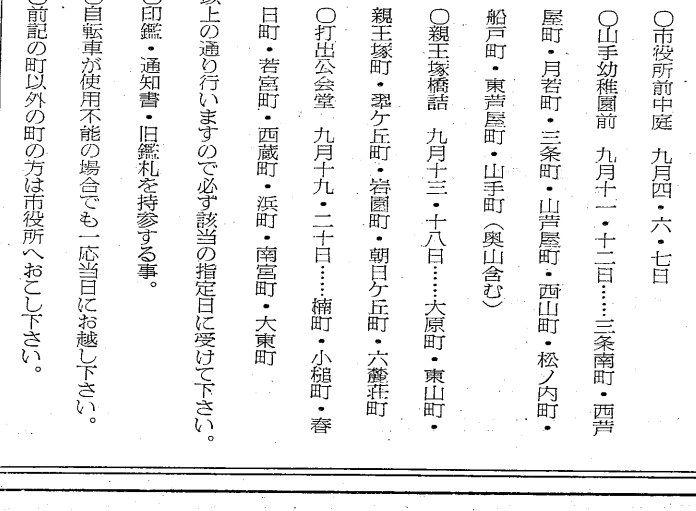 〇市役所前中庭　九月四・六・七日
〇山手幼稚園前　九月十一・十二日……三条南町・西芦
屋町・月若町・三条町・山芦屋町・西山町・松ノ内町・
船戸町・東芦屋町・山手町（奥山含む）
〇親王塚橋詰　九月十三・十八日……大原町・東山町・
親王塚町・翠ケ丘町・岩園町・朝日ケ丘町・六麓荘町
〇打出公会堂　九月十九・二十日……楠町・小槌町・春
日町・若宮町・西蔵町・浜町・南宮町・大東町
以上の通り行いますので必ず該当の指定日に受けて下さい。
〇印鑑・通知書・旧鑑札を持参する事。
〇自転車が使用不能の場合でも一応当日にお越し下さい。
〇前記の町以外の町の方は市役所へおこし下さい。